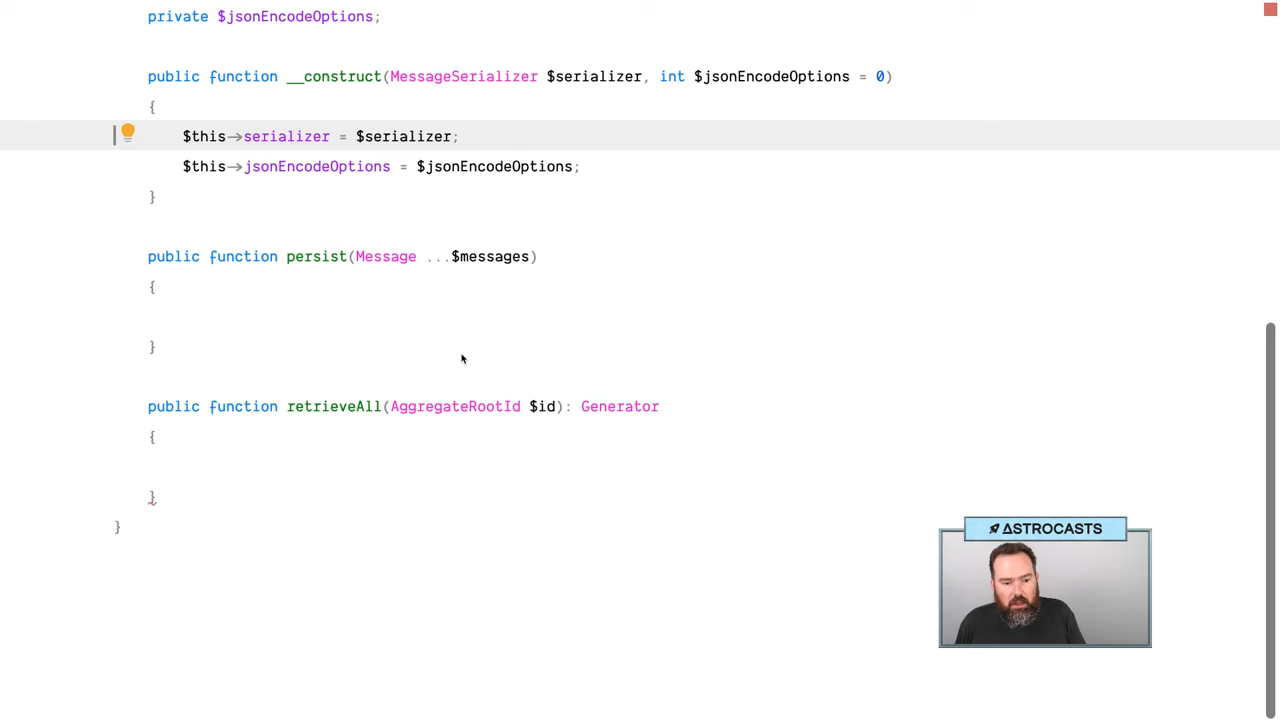 private $jsonEncodeOptions;
public function __construct(MessageSerializer $serializer, int $jsonEncodeOptions = 0)
{
$this->serializer = $serializer;
$this->jsonEncodeOptions = $jsonEncodeOptions;
}
public function persist(Message ...$messages)
{
}
public function retrieveAll(AggregateRootId $id): Generator
{
}
}
ASTROCASTS